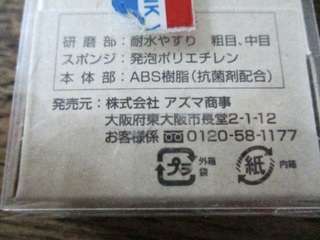 研 磨 部：耐水やすり 粗目、中目
スポンジ：発泡ポリエチレン
本 体 部：ABS樹脂(抗菌剤配合)
発売元：株式会社 アズマ商事
大阪府東大阪市長堂2-1-12
お客様係 0120-58-1177
プラ 外箱 袋 紙 内箱